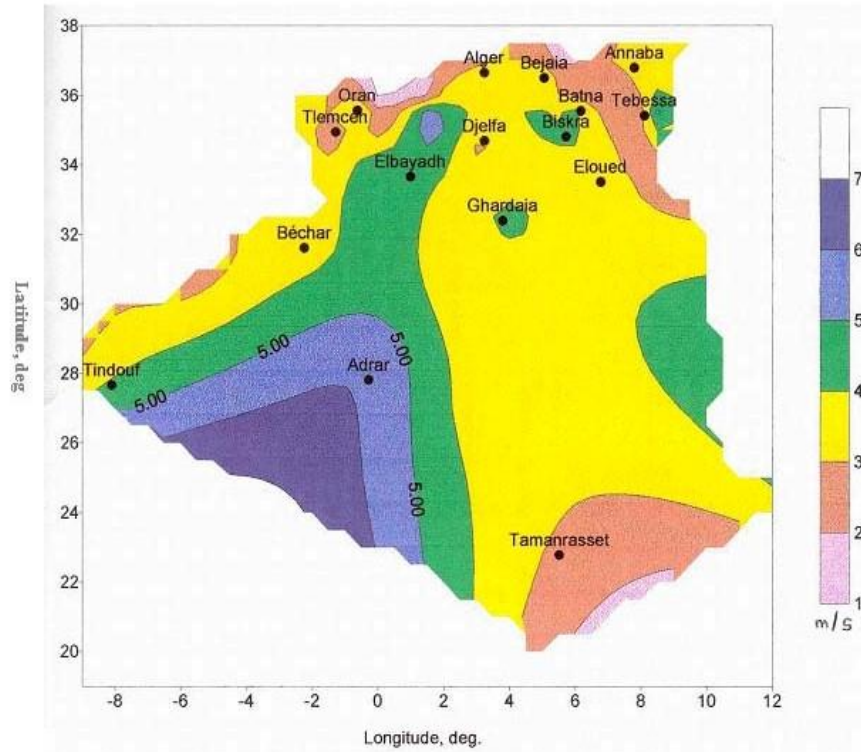 38
36
34
32
30
28
26
24
22
20
Latitude, deg
Alger
Bejaia
Annaba
Oran
Batna
Tebessa
Tlemcen
Djelfa
Biskra
Elbayadh
Eloued
Ghardaia
Béchar
5.00
5.00
Tindouf
5.00
Adrar
5.00
Tamanrasset
7
6
5
4
3
2
1
m/s
-8 -6 -4 -2 0 2 4 6 8 10 12
Longitude, deg.